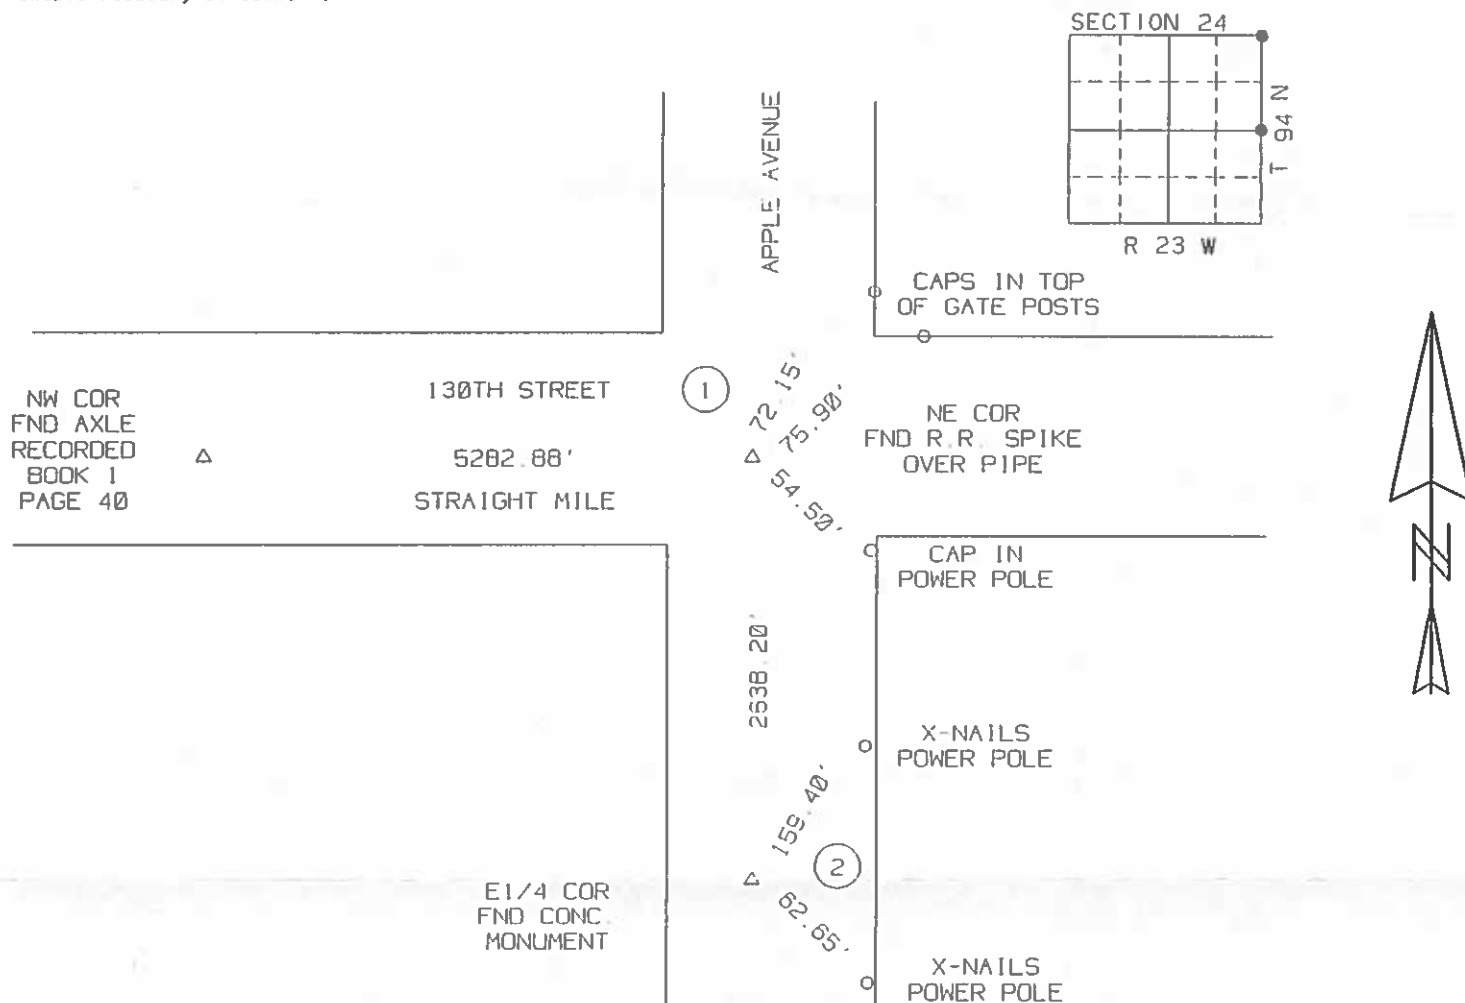 SECTION 24
T 94 N
R 23 W
APPLE AVENUE
CAPS IN TOP
OF GATE POSTS
130TH STREET
1
72.15'
75.90'
54.50'
NW COR
FND AXLE
RECORDED
BOOK 1
PAGE 40
5282.88'
STRAIGHT MILE
NE COR
FND R.R. SPIKE
OVER PIPE
CAP IN
POWER POLE
N
2638.20'
X-NAILS
POWER POLE
159.40'
2
62.65'
E1/4 COR
FND CONC.
MONUMENT
X-NAILS
POWER POLE